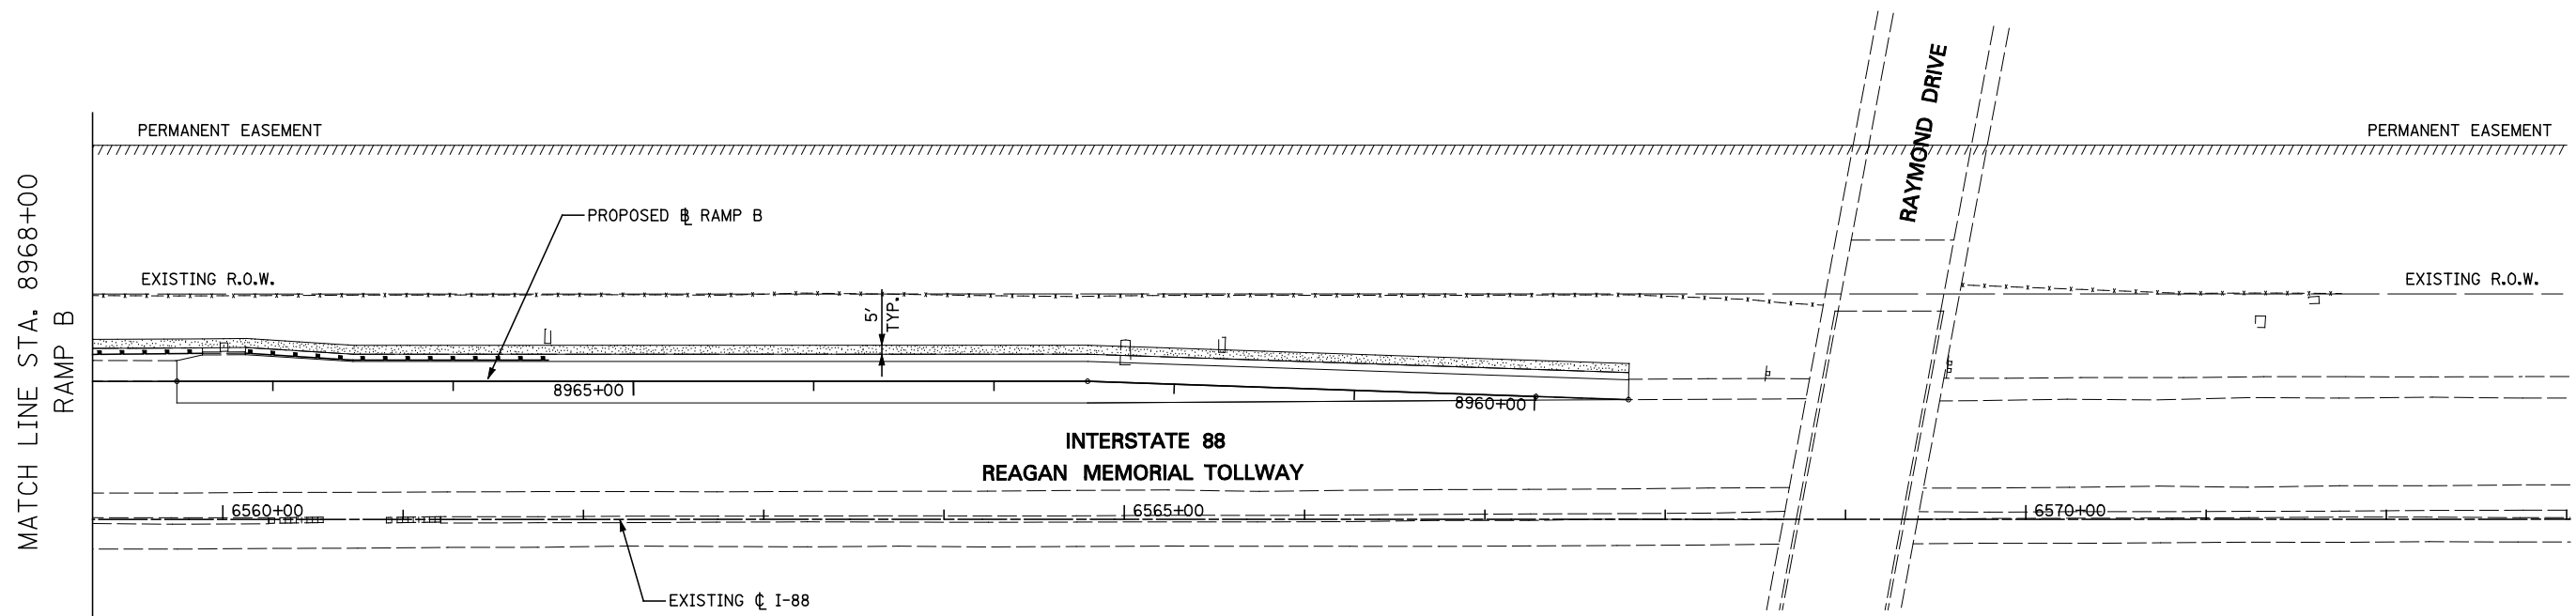 PERMANENT EASEMENT
PERMANENT EASEMENT
RAYMOND DRIVE
MATCH LINE STA. 8968+00
RAMP B
PROPOSED ⅊ RAMP B
EXISTING R.O.W.
EXISTING R.O.W.
5'
TYP.
8965+00
8960+00
INTERSTATE 88
REAGAN MEMORIAL TOLLWAY
6560+00
6565+00
6570+00
EXISTING ℄ I-88